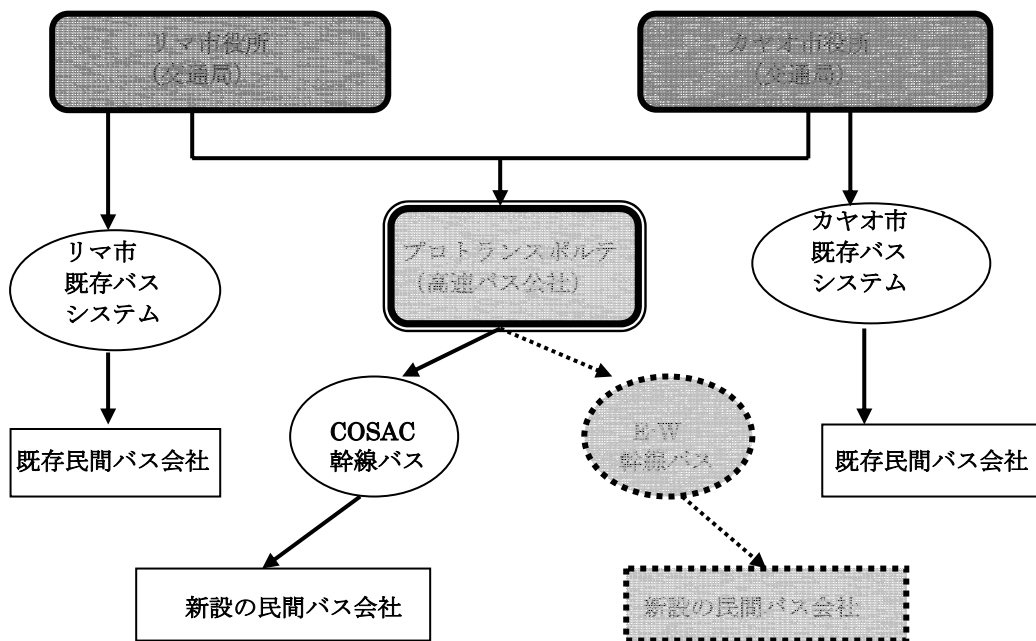 リマ市役所
(交通局)
カヤオ市役所
(交通局)
リマ市
既存バス
システム
プロトランスポルテ
(高速バス公社)
カヤオ市
既存バス
システム
既存民間バス会社
COSAC
幹線バス
E-W
幹線バス
既存民間バス会社
新設の民間バス会社
新設の民間バス会社